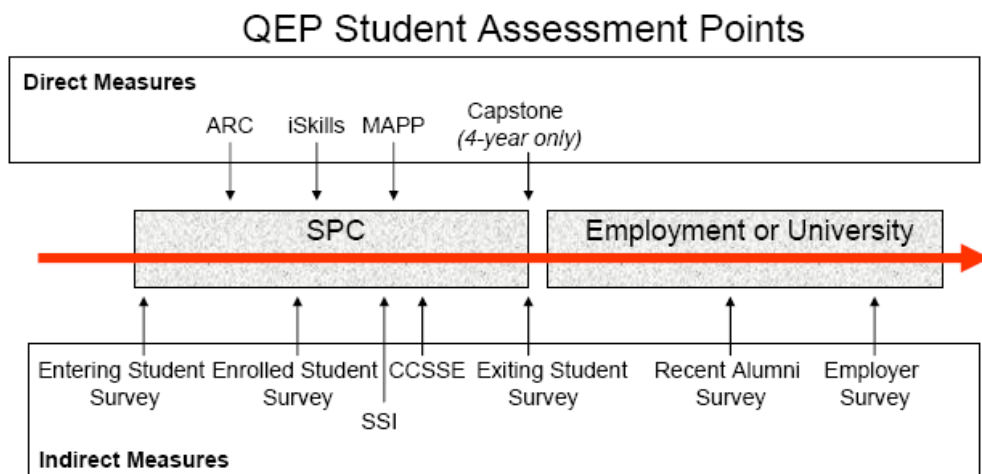 QEP Student Assessment Points
Direct Measures
ARC iSkills MAPP Capstone
(4-year only)
SPC Employment or University
Entering Student Enrolled Student CCSSE Exiting Student Recent Alumni Employer
Survey Survey Survey Survey Survey
SSI
Indirect Measures